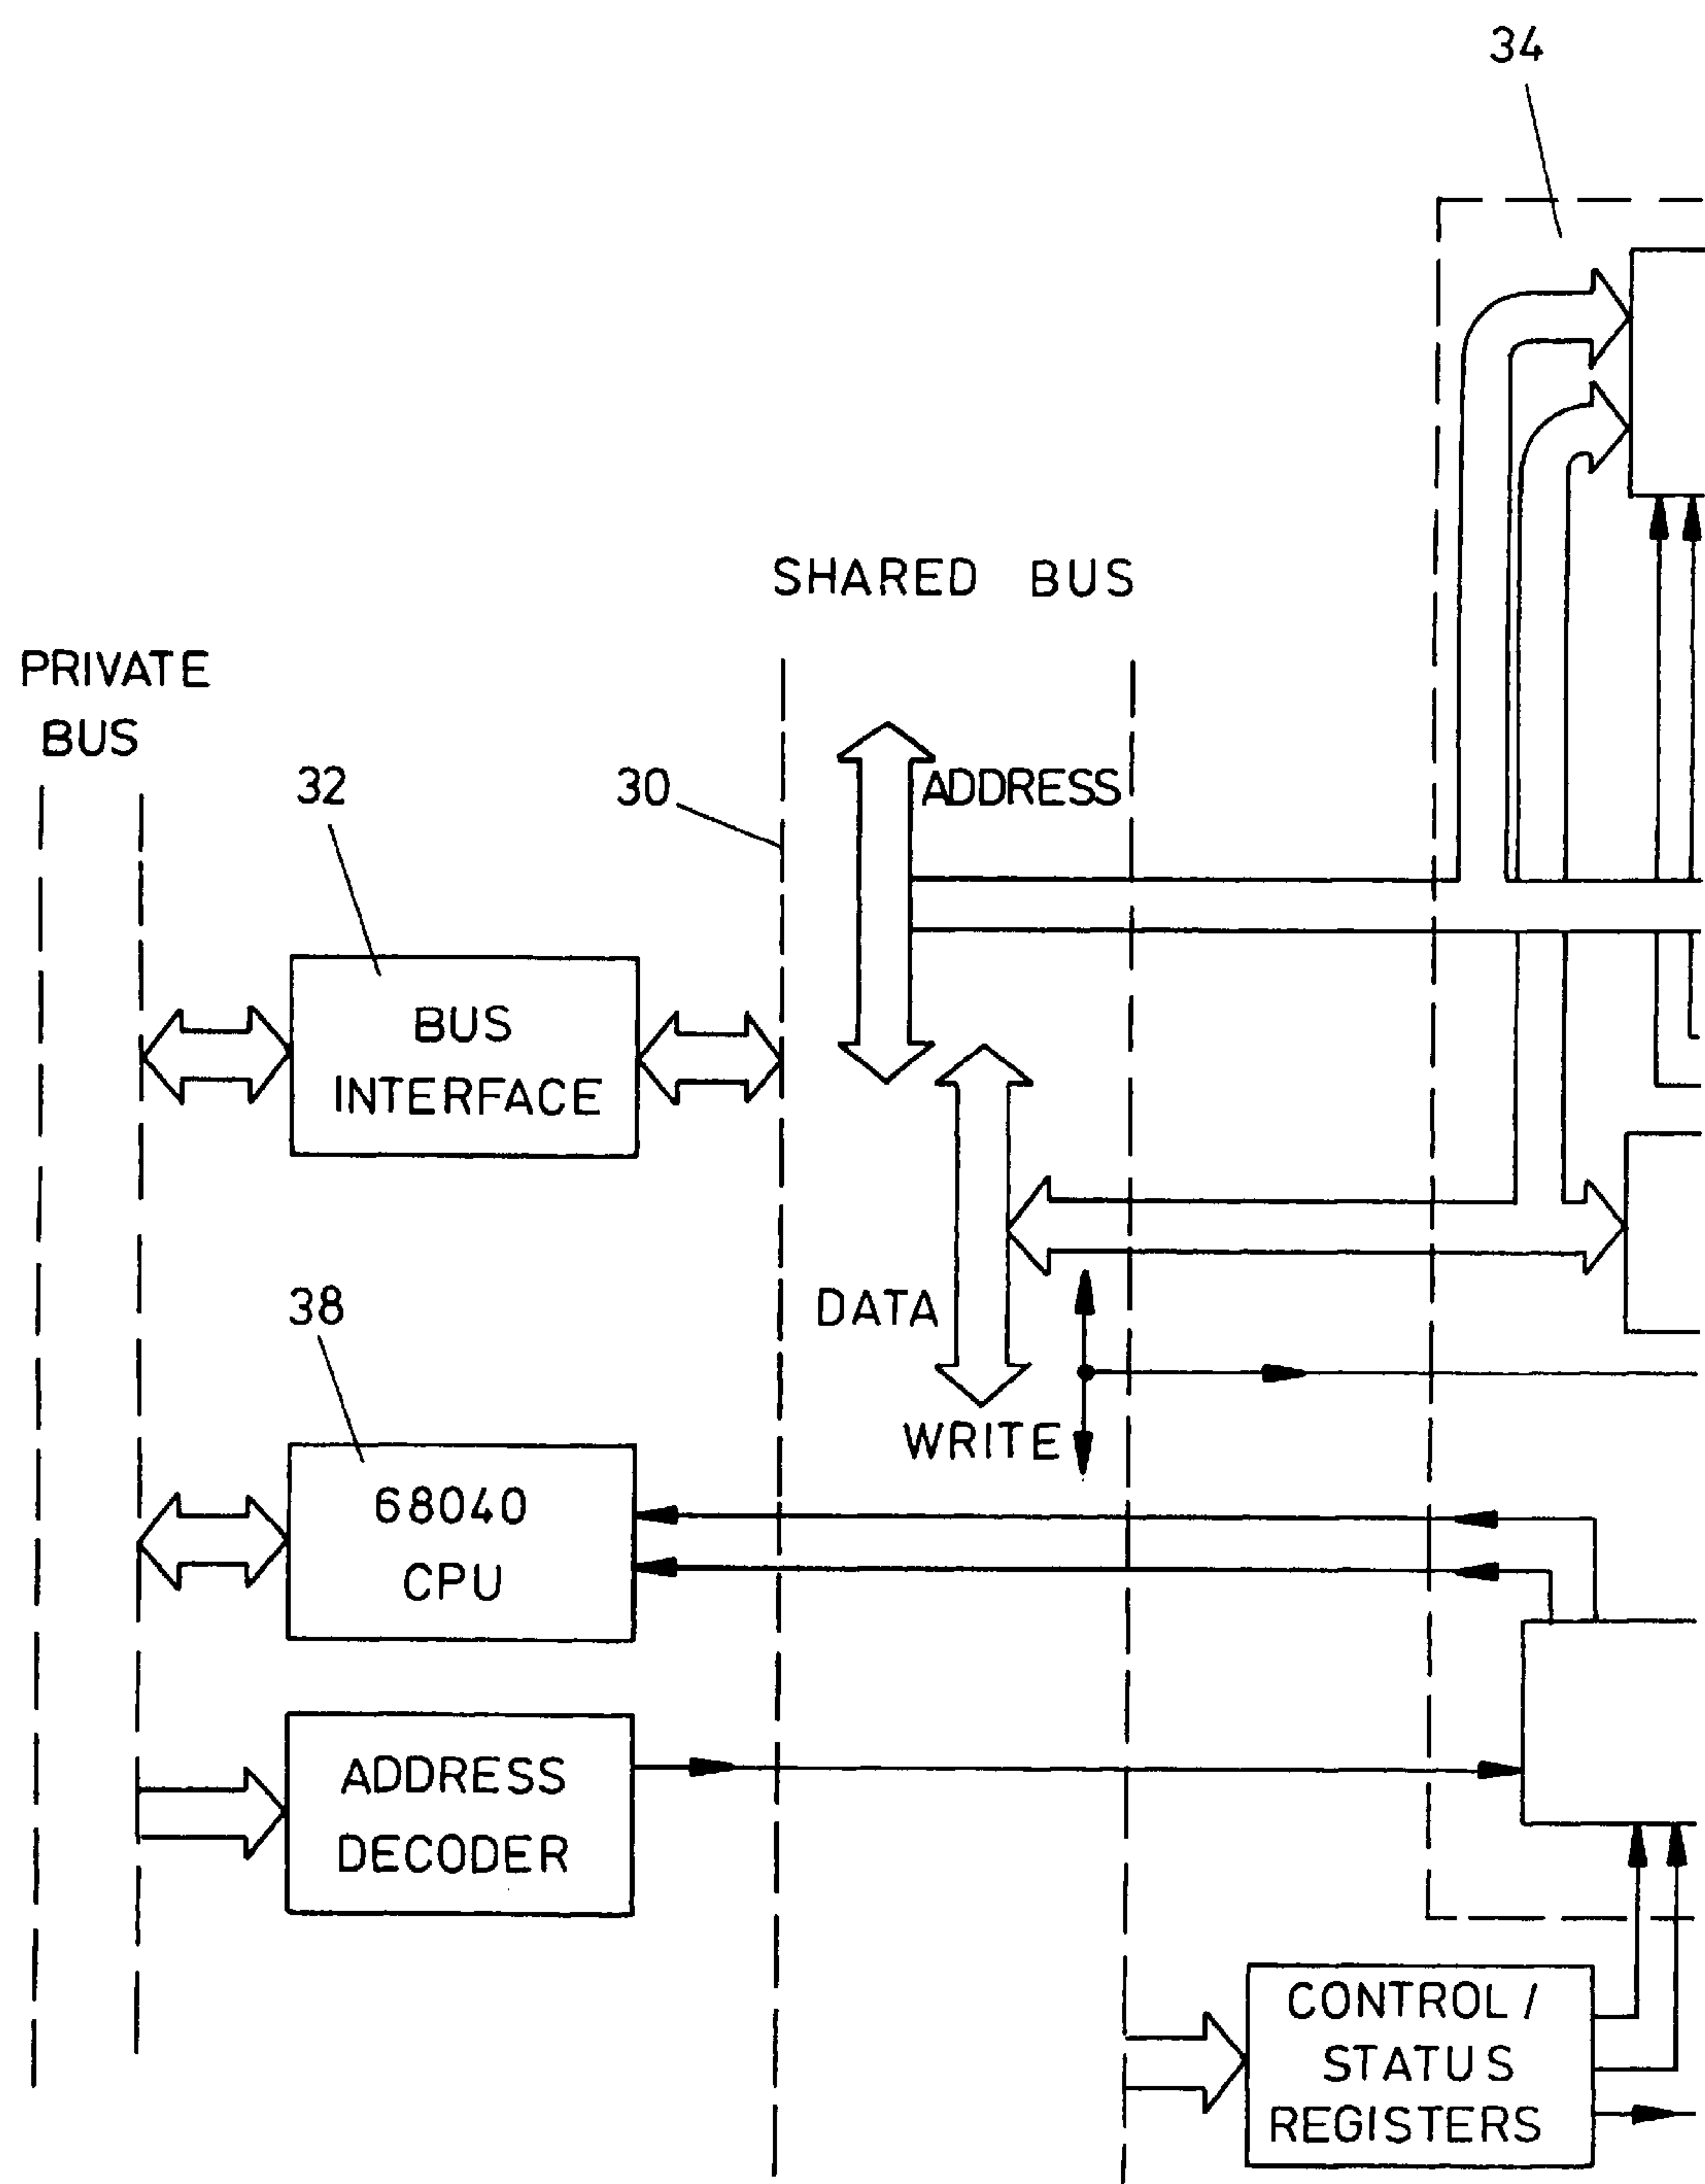 34
SHARED BUS
PRIVATE
BUS
32
30
ADDRESS
BUS
INTERFACE
38
DATA
WRITE
68040
CPU
ADDRESS
DECODER
CONTROL/
STATUS
REGISTERS